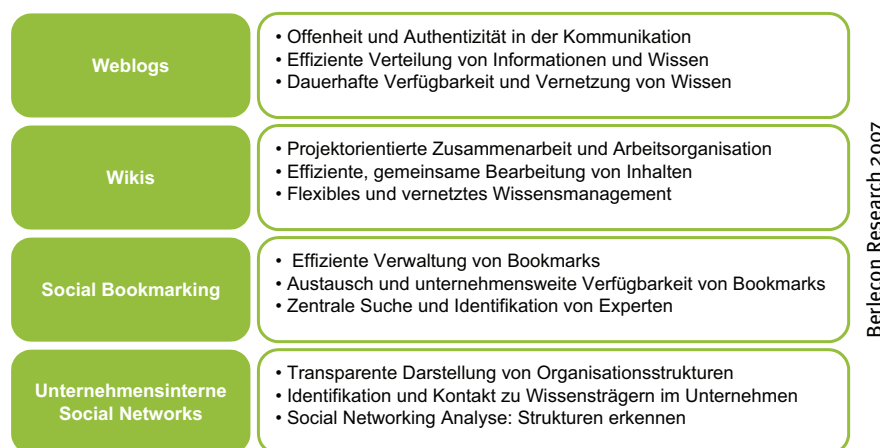 Weblogs
• Offenheit und Authentizität in der Kommunikation
• Effiziente Verteilung von Informationen und Wissen
• Dauerhafte Verfügbarkeit und Vernetzung von Wissen
Wikis
• Projektorientierte Zusammenarbeit und Arbeitsorganisation
• Effiziente, gemeinsame Bearbeitung von Inhalten
• Flexibles und vernetztes Wissensmanagement
Social Bookmarking
• Effiziente Verwaltung von Bookmarks
• Austausch und unternehmensweite Verfügbarkeit von Bookmarks
• Zentrale Suche und Identifikation von Experten
Unternehmensinterne
Social Networks
• Transparente Darstellung von Organisationsstrukturen
• Identifikation und Kontakt zu Wissensträgern im Unternehmen
• Social Networking Analyse: Strukturen erkennen
Berlecon Research 2007